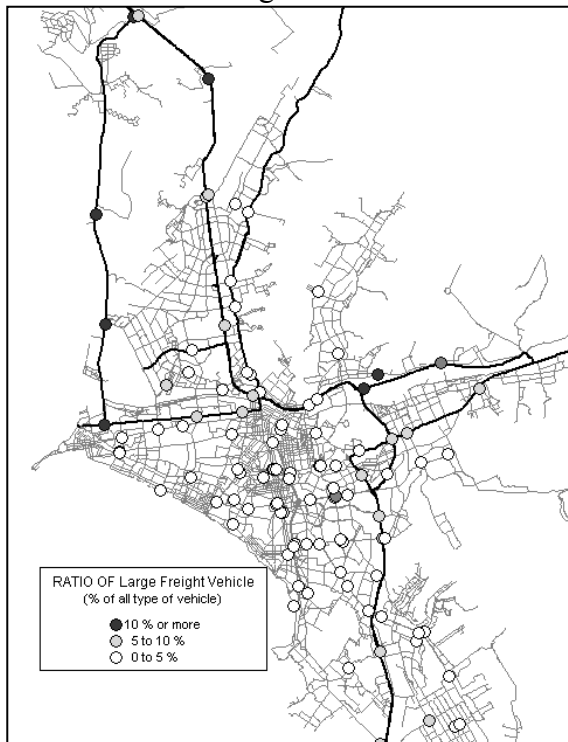 RATIO OF Large Freight Vehicle
(% of all type of vehicle)
10 % or more
5 to 10 %
0 to 5 %